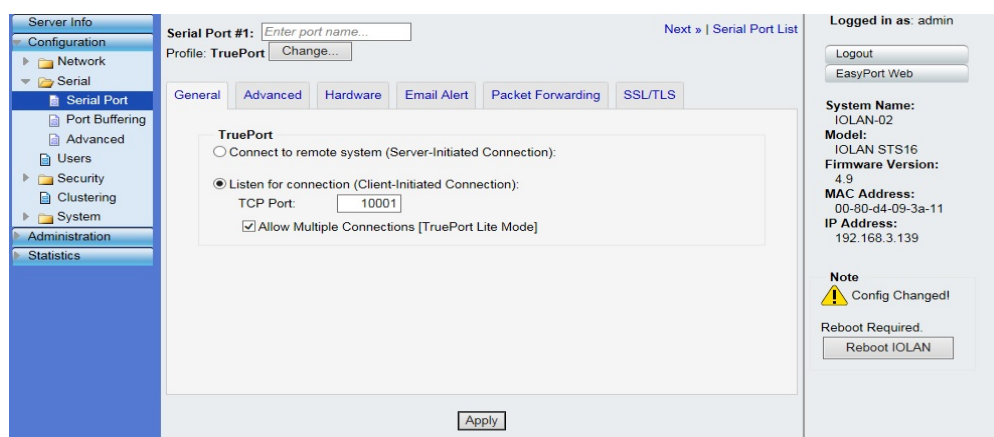 Server Info
Configuration
Network
Serial
Serial Port
Port Buffering
Advanced
Users
Security
Clustering
System
Administration
Statistics
Serial Port #1: Enter port name...
Next » | Serial Port List
Profile: TruePort Change...
General Advanced Hardware Email Alert Packet Forwarding SSL/TLS
TruePort
Connect to remote system (Server-Initiated Connection):
Listen for connection (Client-Initiated Connection):
TCP Port: 10001
Allow Multiple Connections [TruePort Lite Mode]
Apply
Logged in as: admin
Logout
EasyPort Web
System Name:
IOLAN-02
Model:
IOLAN STS16
Firmware Version:
4.9
MAC Address:
00-80-d4-09-3a-11
IP Address:
192.168.3.139
Note
Config Changed!
Reboot Required.
Reboot IOLAN